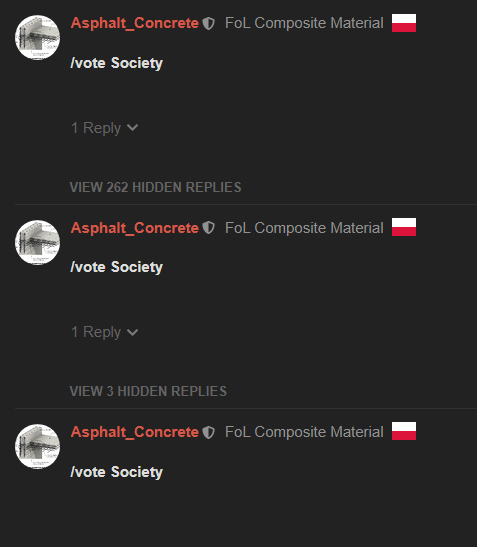 Asphalt_Concrete FoL Composite Material
/vote Society
1 Reply
VIEW 262 HIDDEN REPLIES
Asphalt_Concrete FoL Composite Material
/vote Society
1 Reply
VIEW 3 HIDDEN REPLIES
Asphalt_Concrete FoL Composite Material
/vote Society